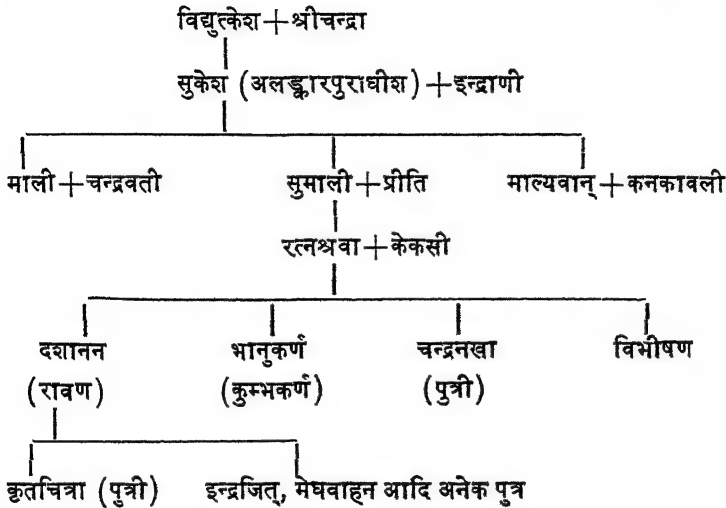 विद्युत्केश+श्रीचन्द्रा
सुकेश (अलङ्कारपुराधीश)+इन्द्राणी
माली+चन्द्रवती सुमाली+प्रीति माल्यवान्+कनकावली
रत्नश्रवा+केकसी
दशानन भानुकर्ण चन्द्रनखा विभीषण
(रावण) (कुम्भकर्ण) (पुत्री)
कृतचित्रा (पुत्री) इन्द्रजित्, मेघवाहन आदि अनेक पुत्र